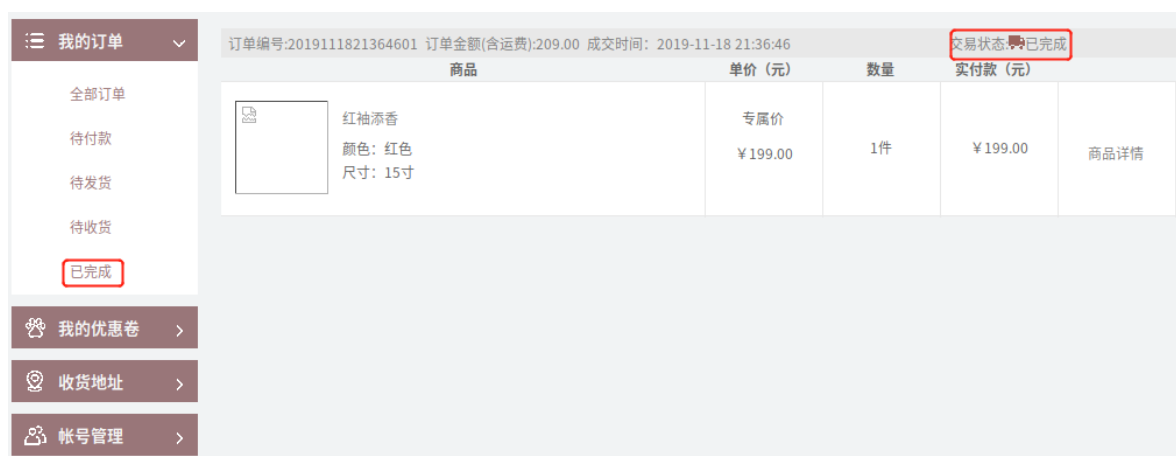 我的订单
全部订单
待付款
待发货
待收货
已完成
我的优惠卷
收货地址
帐号管理
订单编号:2019111821364601 订单金额(含运费):209.00 成交时间：2019-11-18 21:36:46 交易状态:已完成
商品 单价（元） 数量 实付款（元）
红袖添香
颜色：红色
尺寸：15寸
专属价
￥199.00
1件
￥199.00
商品详情